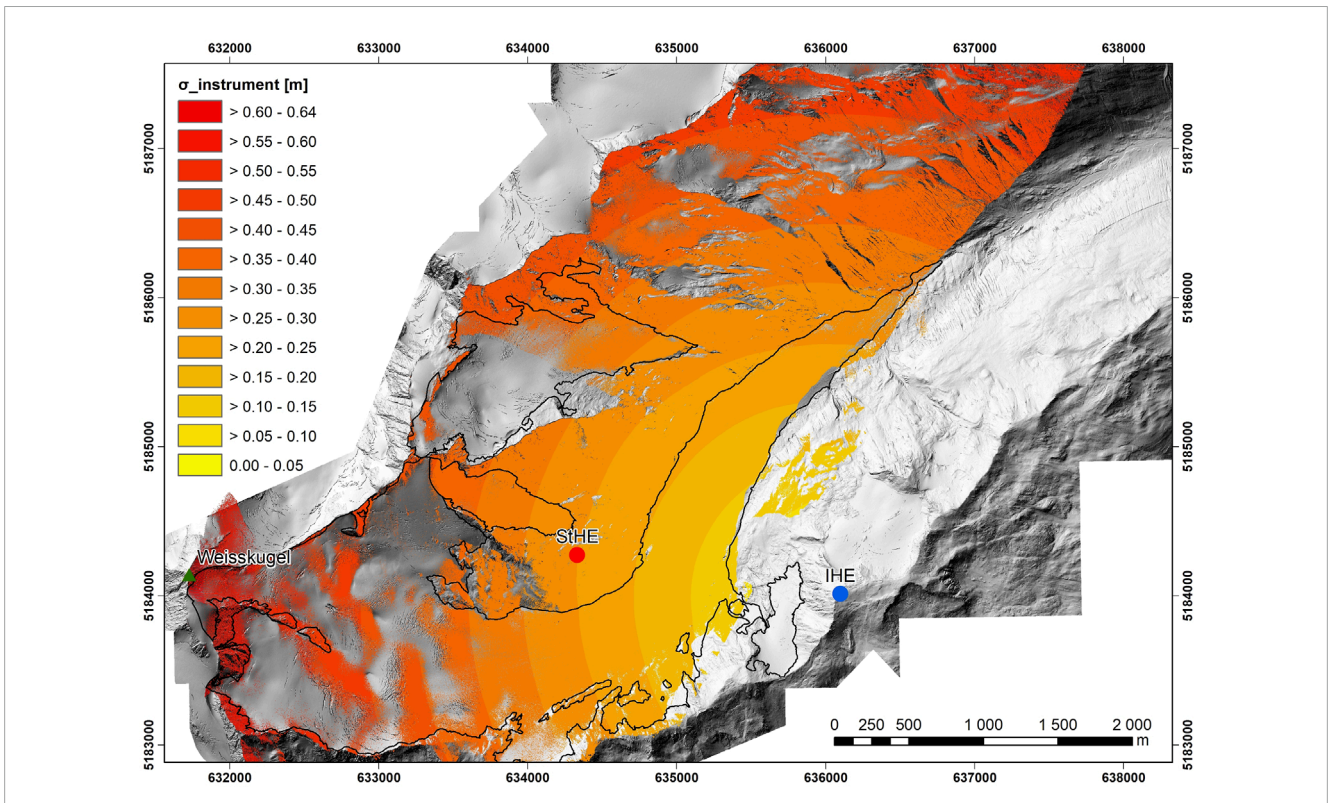 632000 633000 634000 635000 636000 637000 638000
σ_instrument [m]
> 0.60 - 0.64
> 0.55 - 0.60
> 0.50 - 0.55
> 0.45 - 0.50
> 0.40 - 0.45
> 0.35 - 0.40
> 0.30 - 0.35
> 0.25 - 0.30
> 0.20 - 0.25
> 0.15 - 0.20
> 0.10 - 0.15
> 0.05 - 0.10
0.00 - 0.05
5187000 5187000
5186000 5186000
5185000 5185000
StHE
Weisskugel
IHE
5184000 5184000
0 250 500 1 000 1 500 2 000
m
5183000 5183000
632000 633000 634000 635000 636000 637000 638000